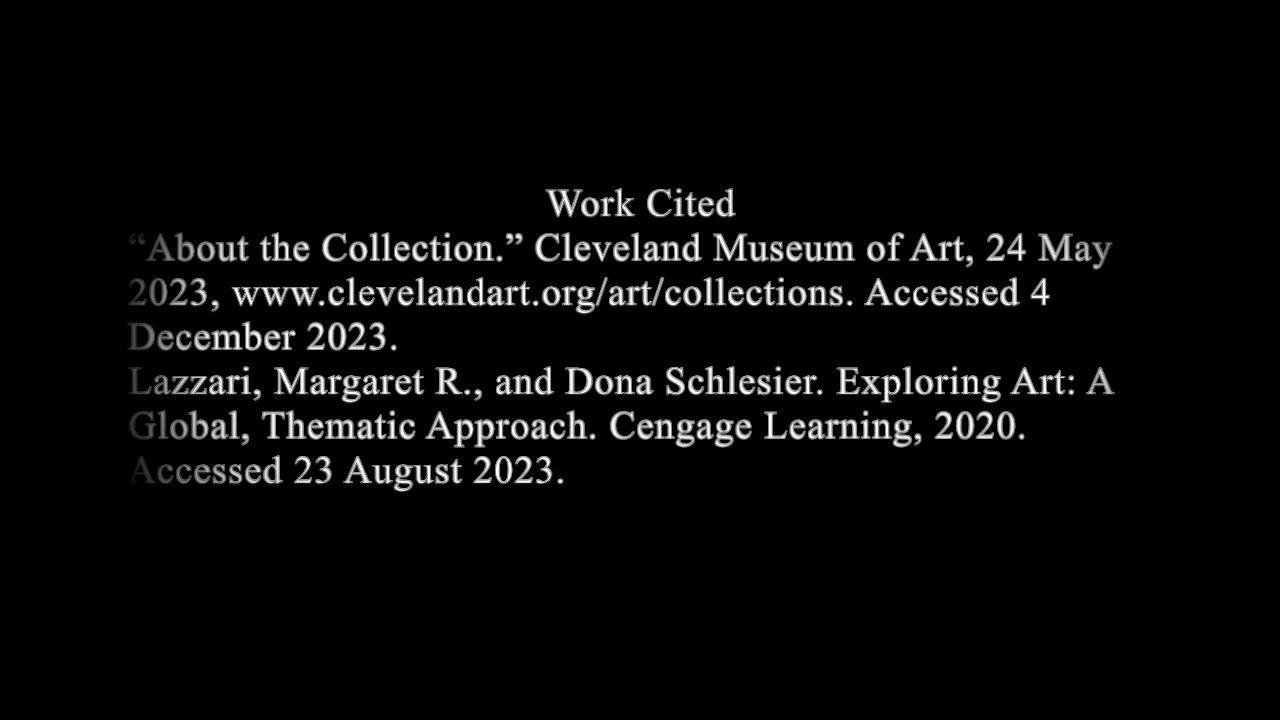 Work Cited
“About the Collection.” Cleveland Museum of Art, 24 May
2023, www.clevelandart.org/art/collections. Accessed 4
December 2023.
Lazzari, Margaret R., and Dona Schlesier. Exploring Art: A
Global, Thematic Approach. Cengage Learning, 2020.
Accessed 23 August 2023.